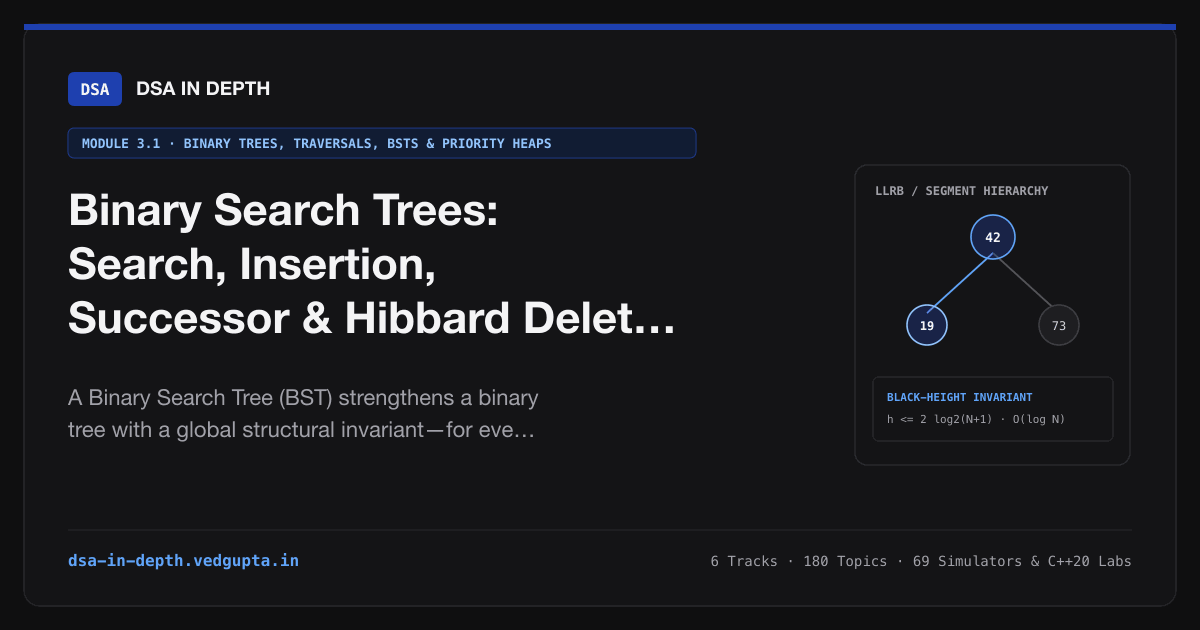 DSA
DSA IN DEPTH
MODULE 3.1 · BINARY TREES, TRAVERSALS, BSTS & PRIORITY HEAPS
Binary Search Trees:
Search, Insertion,
Successor & Hibbard Delet…
A Binary Search Tree (BST) strengthens a binary
tree with a global structural invariant—for eve…
LLRB / SEGMENT HIERARCHY
42
19
73
BLACK-HEIGHT INVARIANT
h <= 2 log2(N+1) · O(log N)
dsa-in-depth.vedgupta.in
6 Tracks · 180 Topics · 69 Simulators & C++20 Labs